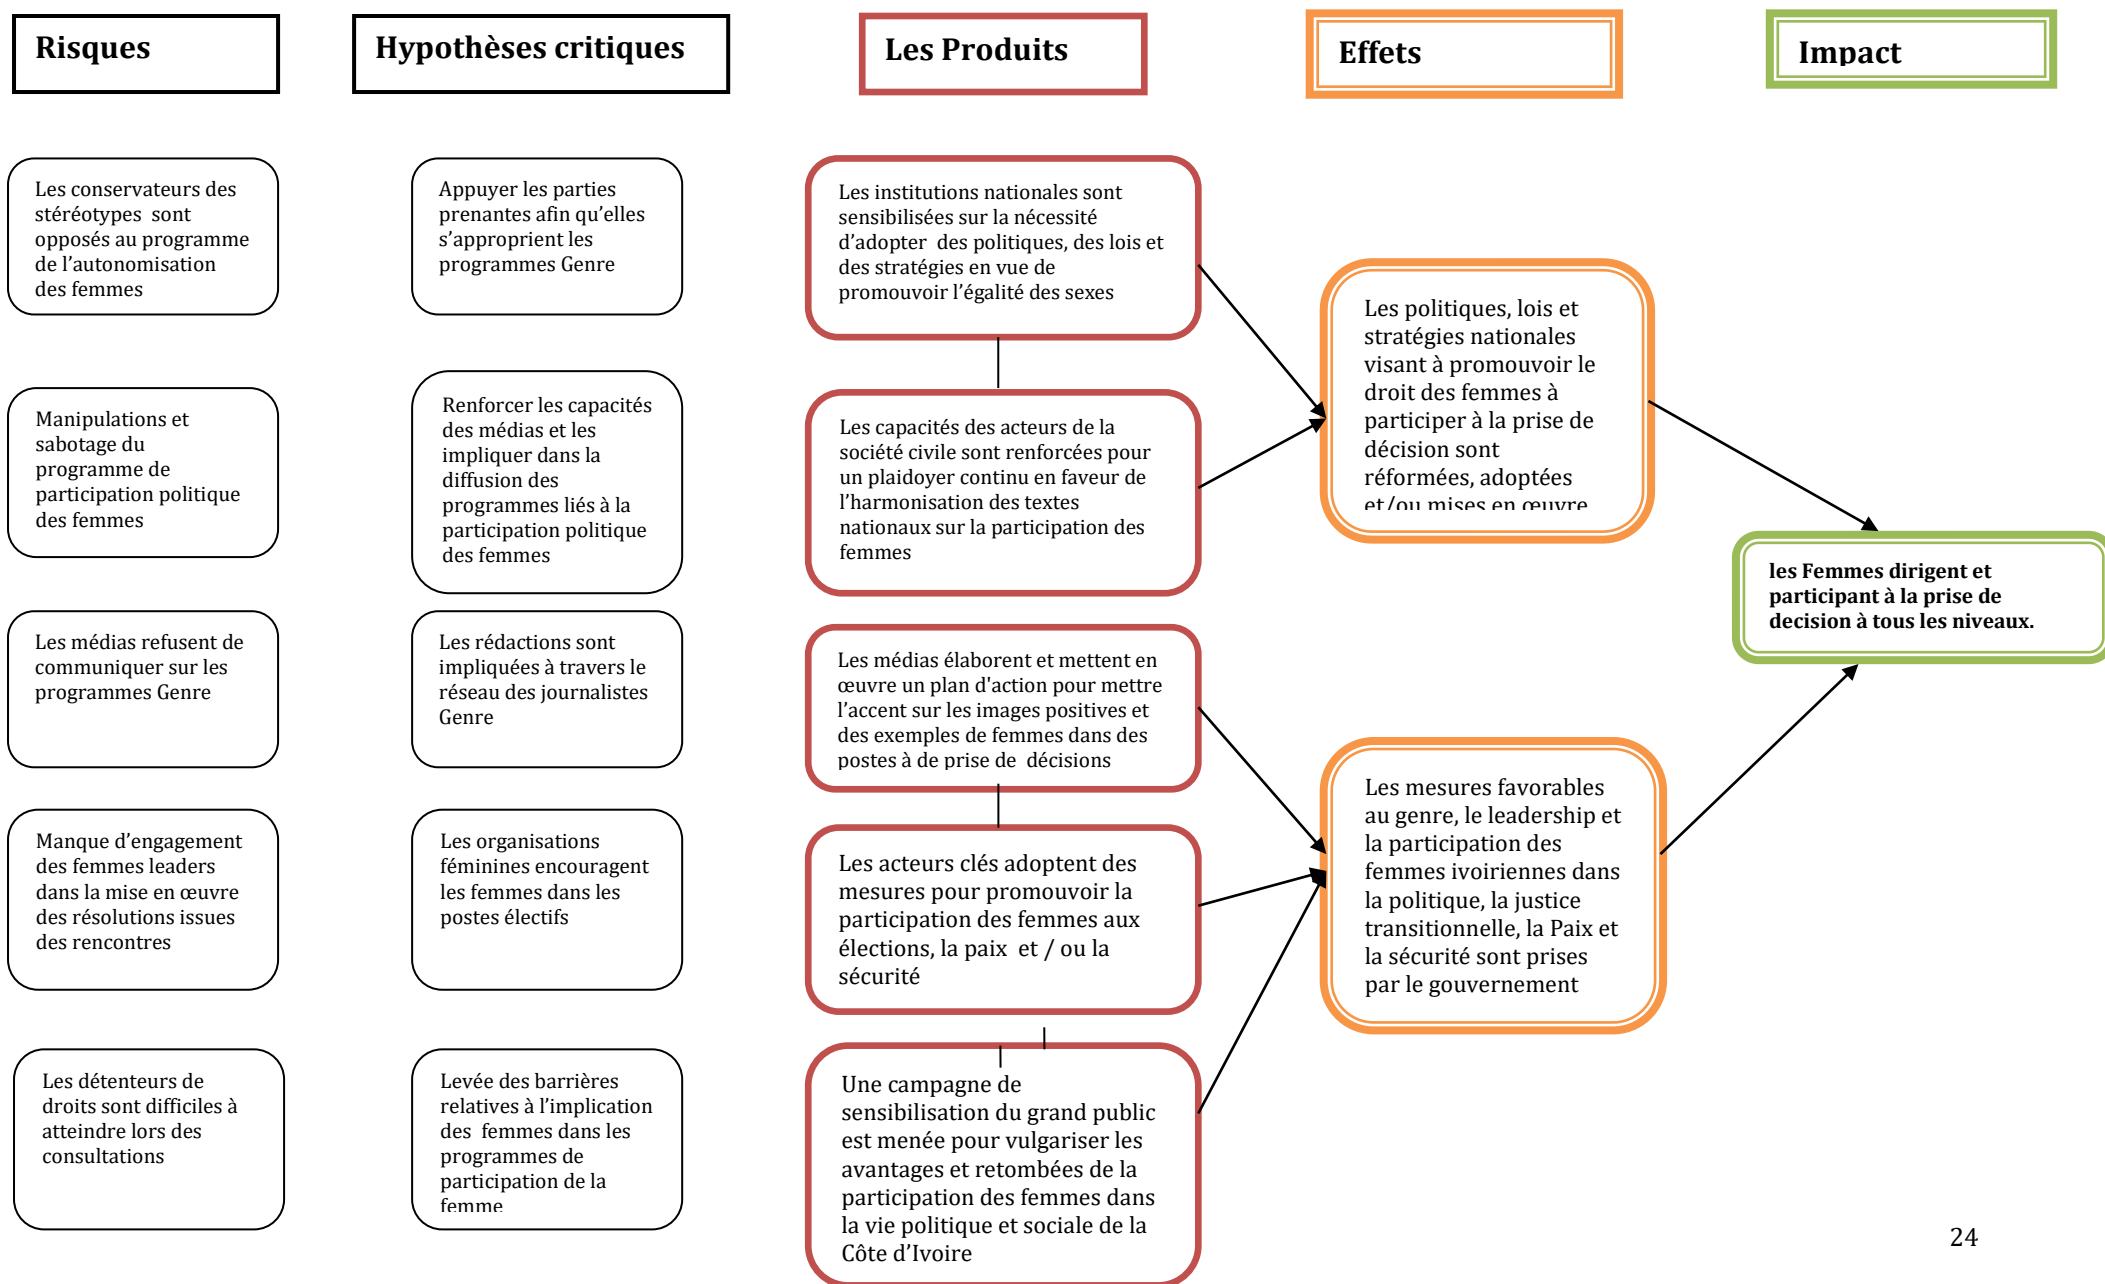 Risques
Hypothèses critiques
Les Produits
Effets
Impact
Les conservateurs des
stéréotypes sont
opposés au programme
de l’autonomisation
des femmes
Appuyer les parties
prenantes afin qu’elles
s’approprient les
programmes Genre
Les institutions nationales sont
sensibilisées sur la nécessité
d’adopter des politiques, des lois et
des stratégies en vue de
promouvoir l’égalité des sexes
Les politiques, lois et
stratégies nationales
visant à promouvoir le
droit des femmes à
participer à la prise de
décision sont
réformées, adoptées
et/ou mises en œuvre
Manipulations et
sabotage du
programme de
participation politique
des femmes
Renforcer les capacités
des médias et les
impliquer dans la
diffusion des
programmes liés à la
participation politique
des femmes
Les capacités des acteurs de la
société civile sont renforcées pour
un plaidoyer continu en faveur de
l’harmonisation des textes
nationaux sur la participation des
femmes
les Femmes dirigent et
participant à la prise de
decision à tous les niveaux.
Les médias refusent de
communiquer sur les
programmes Genre
Les rédactions sont
impliquées à travers le
réseau des journalistes
Genre
Les médias élaborent et mettent en
œuvre un plan d'action pour mettre
l’accent sur les images positives et
des exemples de femmes dans des
postes à de prise de décisions
Les mesures favorables
au genre, le leadership et
la participation des
femmes ivoiriennes dans
la politique, la justice
transitionnelle, la Paix et
la sécurité sont prises
par le gouvernement
Manque d’engagement
des femmes leaders
dans la mise en œuvre
des résolutions issues
des rencontres
Les organisations
féminines encouragent
les femmes dans les
postes électifs
Les acteurs clés adoptent des
mesures pour promouvoir la
participation des femmes aux
élections, la paix et / ou la
sécurité
Les détenteurs de
droits sont difficiles à
atteindre lors des
consultations
Levée des barrières
relatives à l’implication
des femmes dans les
programmes de
participation de la
femme
Une campagne de
sensibilisation du grand public
est menée pour vulgariser les
avantages et retombées de la
participation des femmes dans
la vie politique et sociale de la
Côte d’Ivoire
24